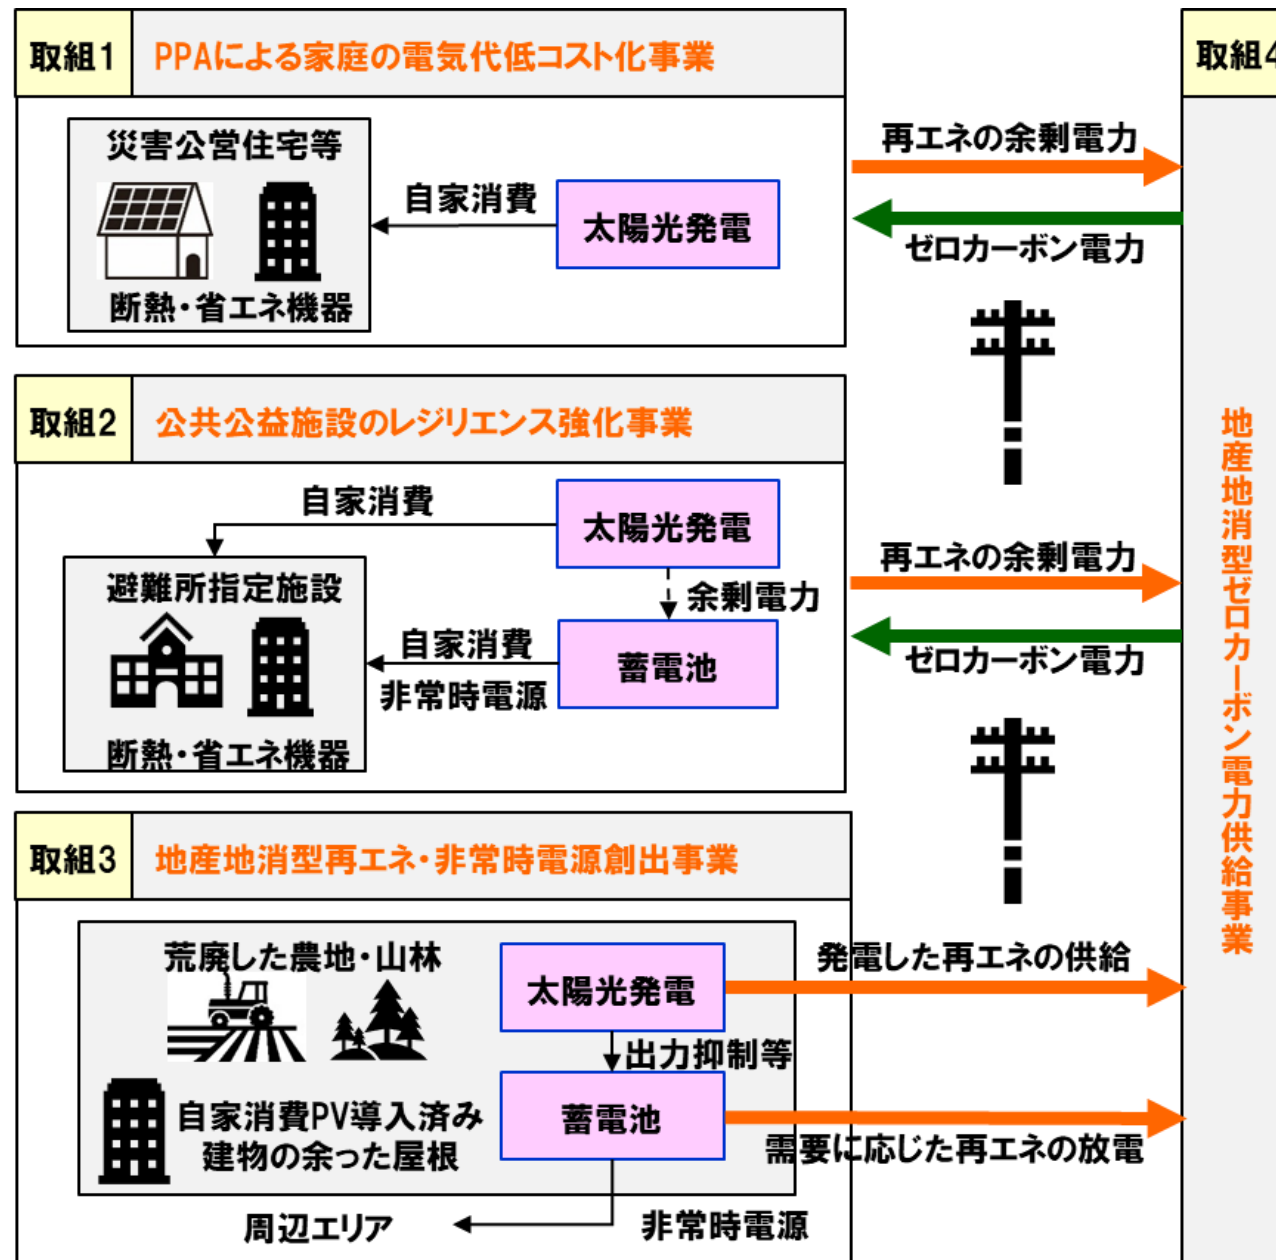 取組1
PPAによる家庭の電気代低コスト化事業
災害公営住宅等
断熱・省エネ機器
自家消費
太陽光発電
再エネの余剰電力
ゼロカーボン電力
取組2
公共公益施設のレジリエンス強化事業
自家消費
太陽光発電
避難所指定施設
余剰電力
自家消費
非常時電源
蓄電池
断熱・省エネ機器
再エネの余剰電力
ゼロカーボン電力
取組3
地産地消型再エネ・非常時電源創出事業
荒廃した農地・山林
太陽光発電
出力抑制等
自家消費PV導入済み
建物の余った屋根
蓄電池
周辺エリア
非常時電源
発電した再エネの供給
需要に応じた再エネの放電
取組4
地産地消型ゼロカーボン電力供給事業